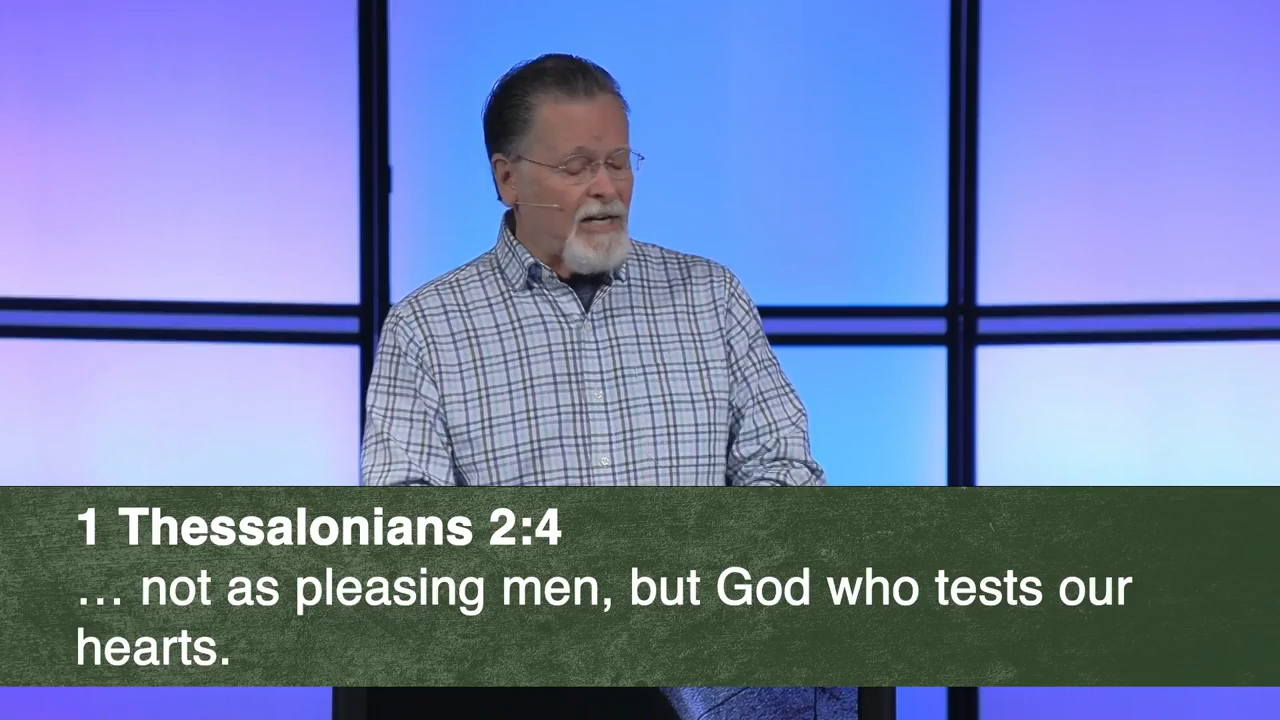 1 Thessalonians 2:4
… not as pleasing men, but God who tests our
hearts.